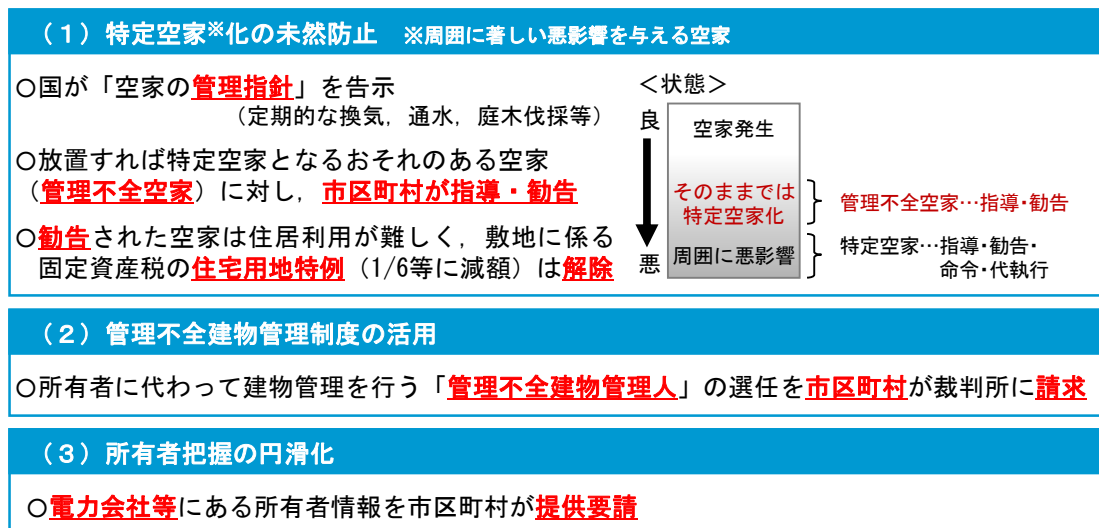 （１）特定空家※化の未然防止　※周囲に著しい悪影響を与える空家
○国が「空家の管理指針」を告示
（定期的な換気，通水，庭木伐採等）
○放置すれば特定空家となるおそれのある空家
（管理不全空家）に対し，市区町村が指導・勧告
○勧告された空家は住居利用が難しく，敷地に係る
固定資産税の住宅用地特例（1/6等に減額）は解除
＜状態＞
良
空家発生
そのままでは
特定空家化
管理不全空家…指導・勧告
周囲に悪影響
悪
特定空家…指導・勧告・
命令・代執行
（２）管理不全建物管理制度の活用
○所有者に代わって建物管理を行う「管理不全建物管理人」の選任を市区町村が裁判所に請求
（３）所有者把握の円滑化
○電力会社等にある所有者情報を市区町村が提供要請